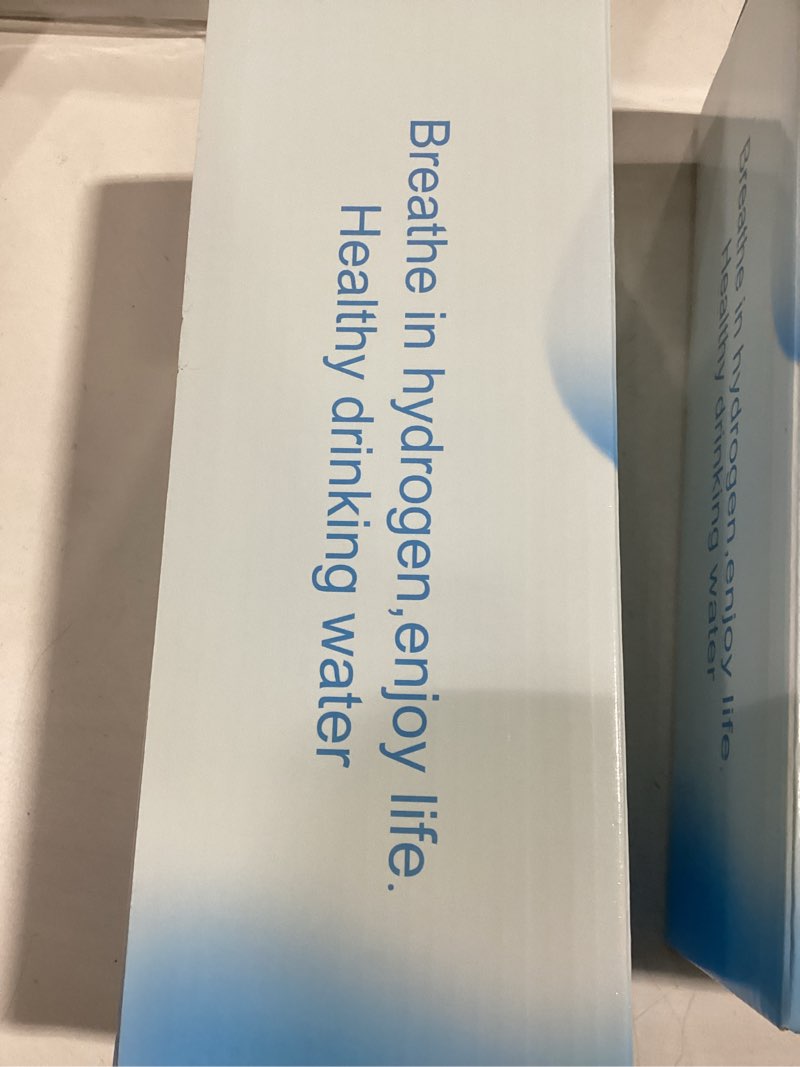 Breathe in hydrogen,enjoy life.
Healthy drinking water
Breathe in hydrogen,enjoy life.
Healthy drinking water